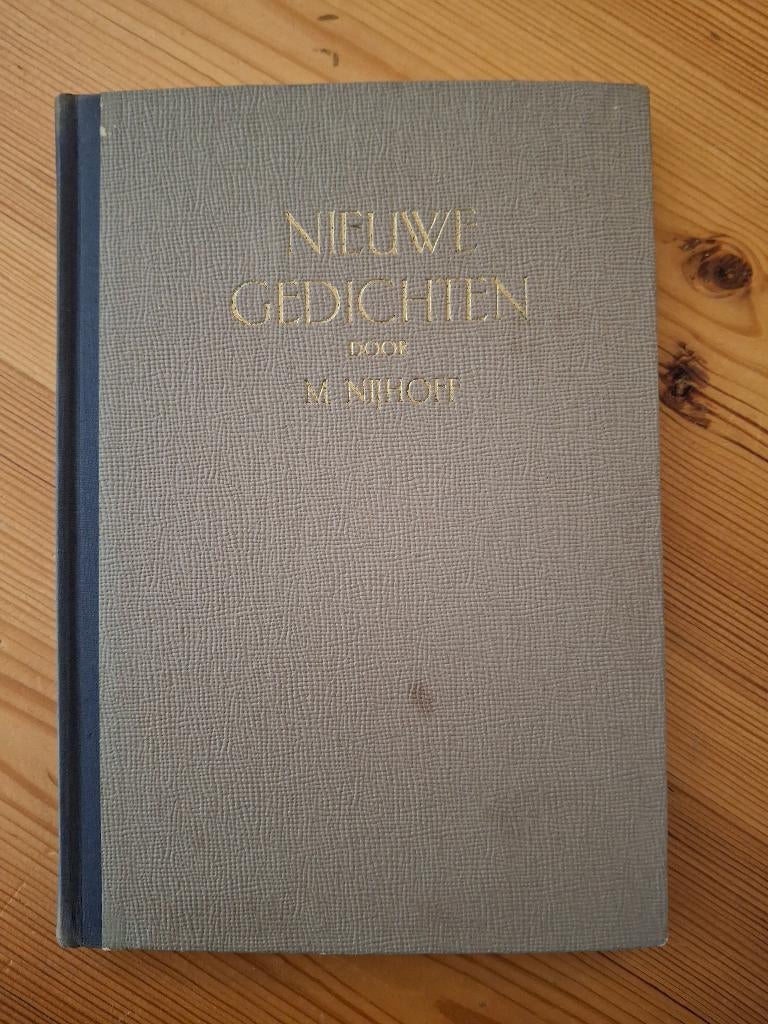 NIEUWE
GEDICHTEN
DOOR
M. NIJHOFF